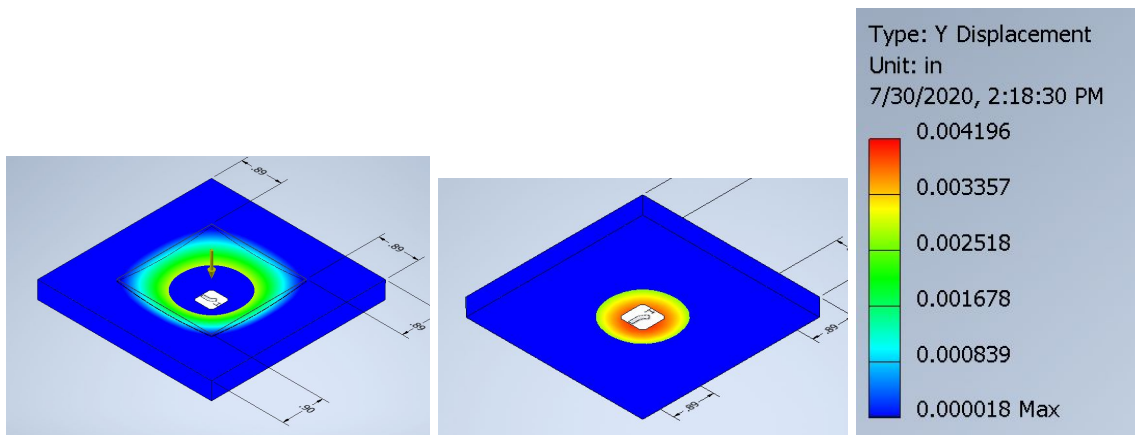 .89
.89
.89
.90
.89
.89
Type: Y Displacement
Unit: in
7/30/2020, 2:18:30 PM
0.004196
0.003357
0.002518
0.001678
0.000839
0.000018 Max